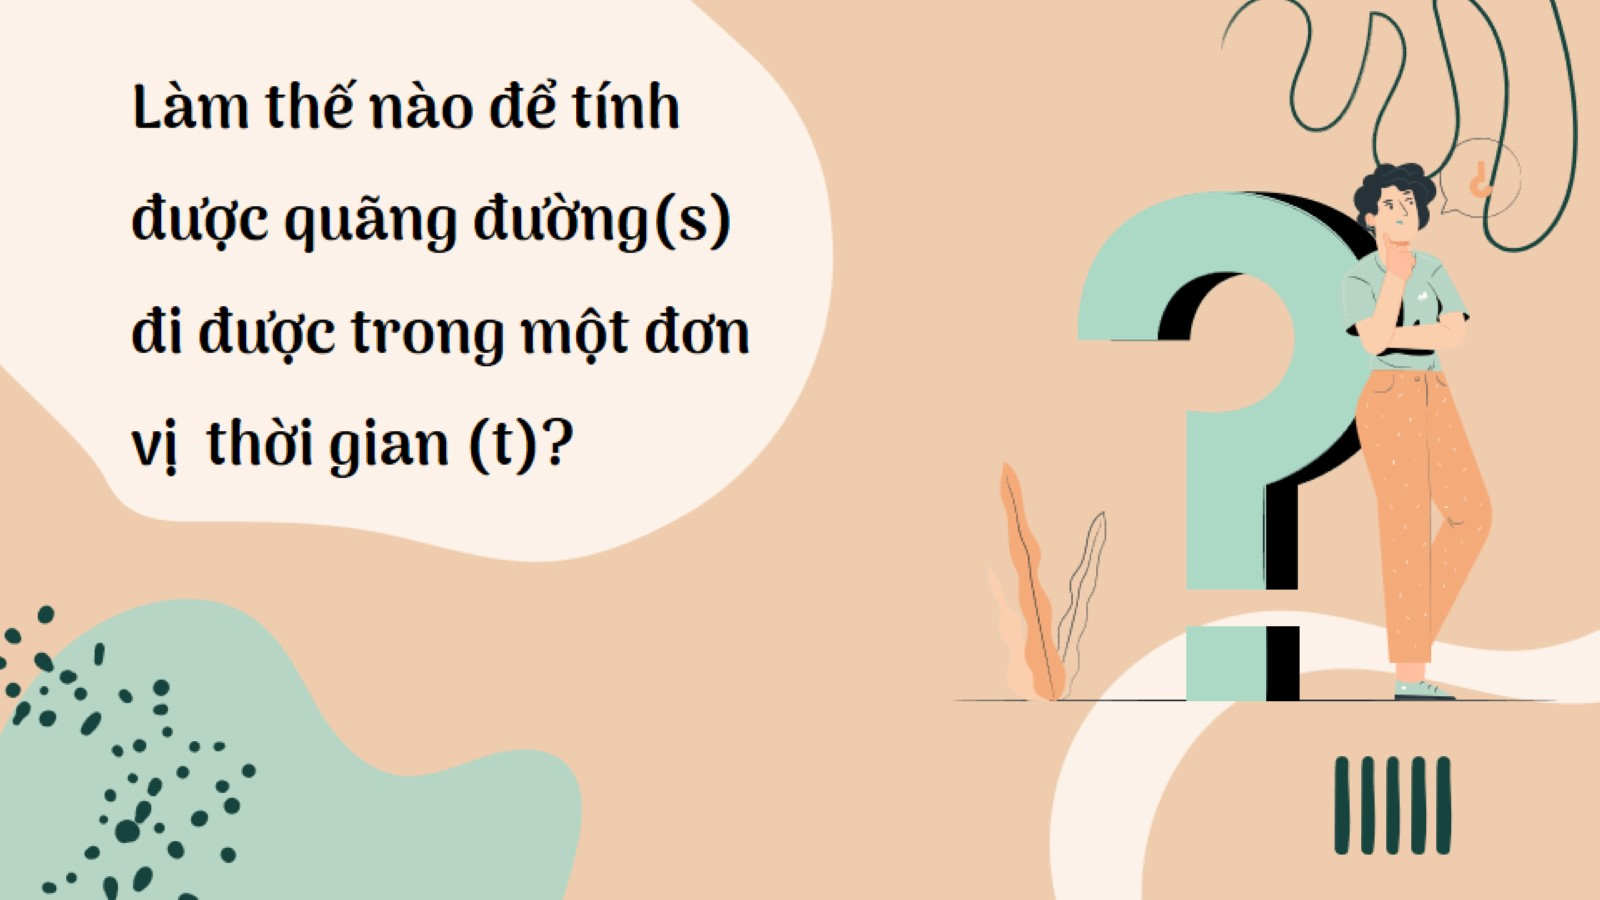 Làm thế nào để tính
được quãng đường(s)
đi được trong một đơn
vị  thời gian (t)?